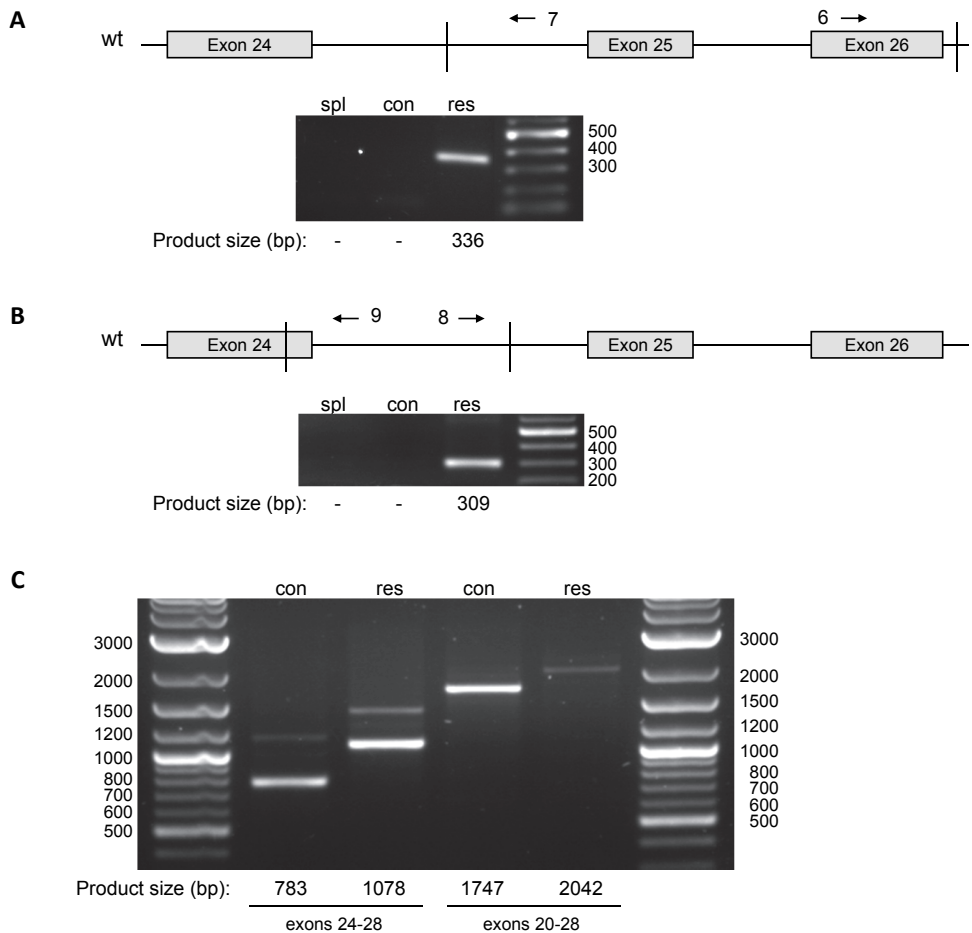 A
7
6
wt
Exon 24
Exon 25
Exon 26
spl con res
500
400
300
Product size (bp): - - 336
B
9
8
wt
Exon 24
Exon 25
Exon 26
spl con res
500
400
300
200
Product size (bp): - - 309
C
con res con res
3000
2000
1500
1200
1000
800
700
600
500
3000
2000
1500
1200
1000
800
700
600
500
Product size (bp): 783 1078 1747 2042
exons 24-28 exons 20-28